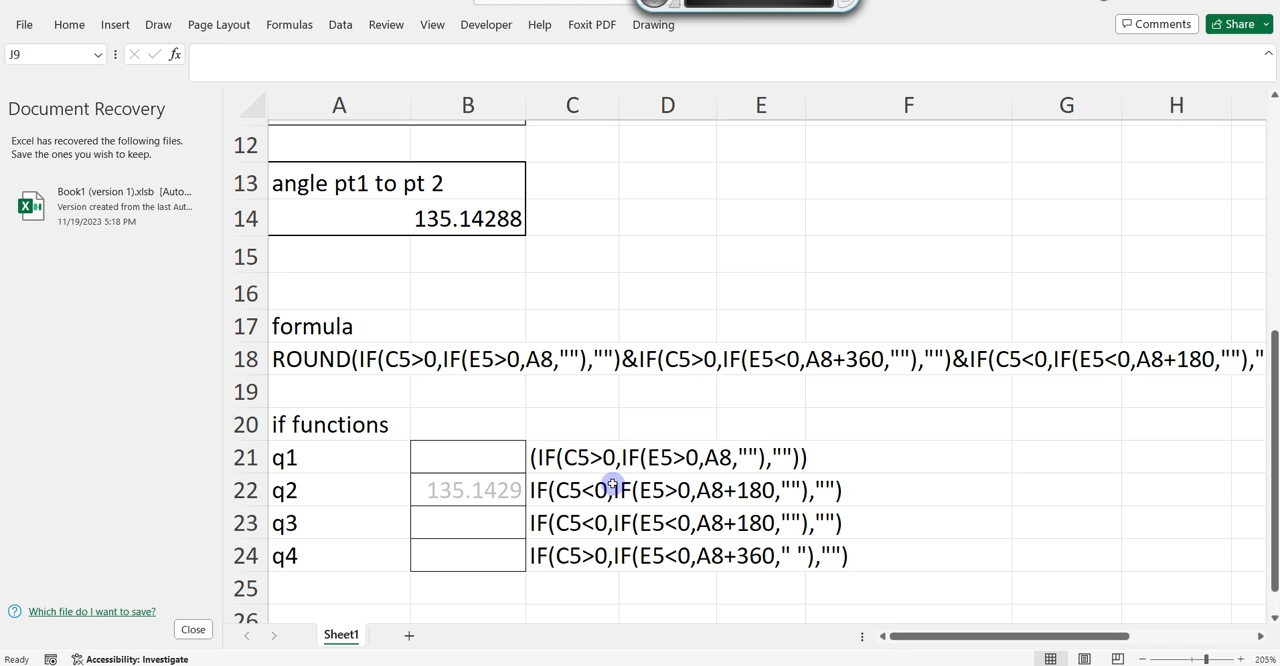 File Home Insert Draw Page Layout Formulas Data Review View Developer Help Foxit PDF Drawing Comments Share
J9 fx
Document Recovery
Excel has recovered the following files.
Save the ones you wish to keep.
Book1 (version 1).xlsb [Auto...
Version created from the last Aut...
11/19/2023 5:18 PM
Which file do I want to save?
Close
A B C D E F G H
12
13 angle pt1 to pt 2
14 135.14288
15
16
17 formula
18 ROUND(IF(C5>0,IF(E5>0,A8,""),"")&IF(C5>0,IF(E5<0,A8+360,""),"")&IF(C5<0,IF(E5<0,A8+180,""),"
19
20 if functions
21 q1 (IF(C5>0,IF(E5>0,A8,""),""))
22 q2 135.1429 IF(C5<0,IF(E5>0,A8+180,""),"")
23 q3 IF(C5<0,IF(E5<0,A8+180,""),"")
24 q4 IF(C5>0,IF(E5<0,A8+360," "),"")
25
26
Sheet1
Ready Accessibility: Investigate 205%